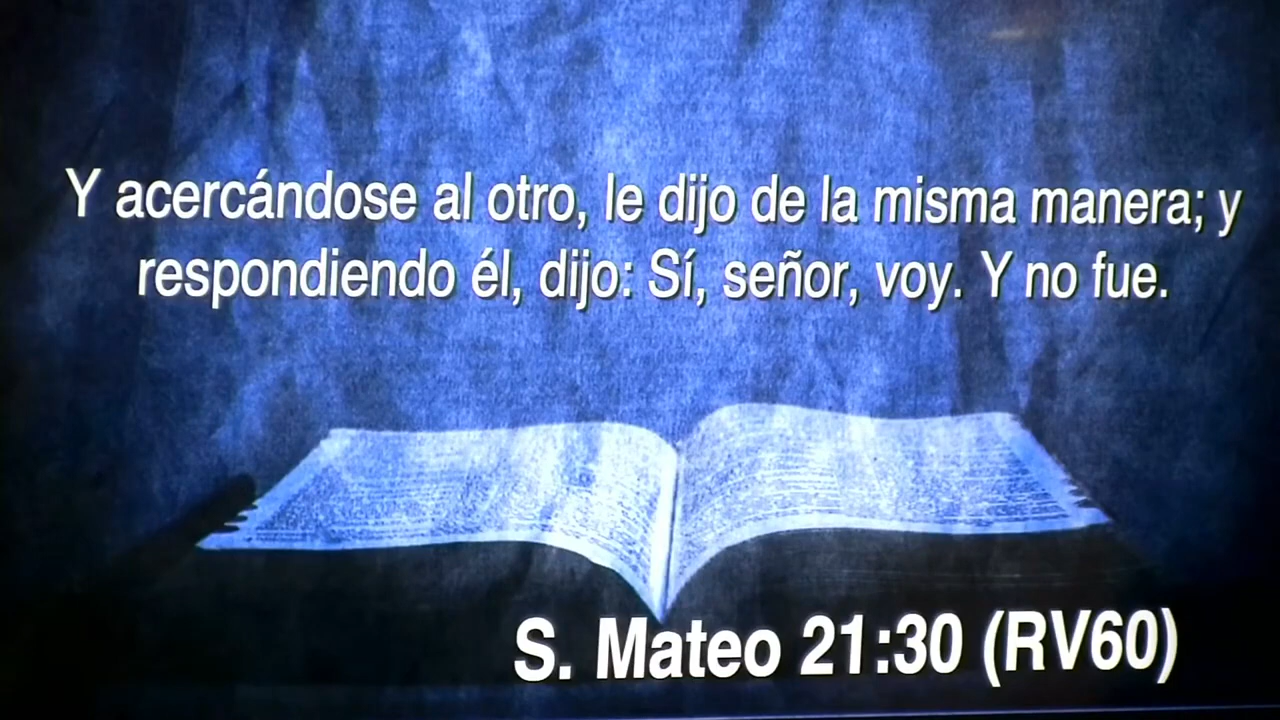 Y acercándose al otro, le dijo de la misma manera; y
respondiendo él, dijo: Sí, señor, voy. Y no fue.
S. Mateo 21:30 (RV60)